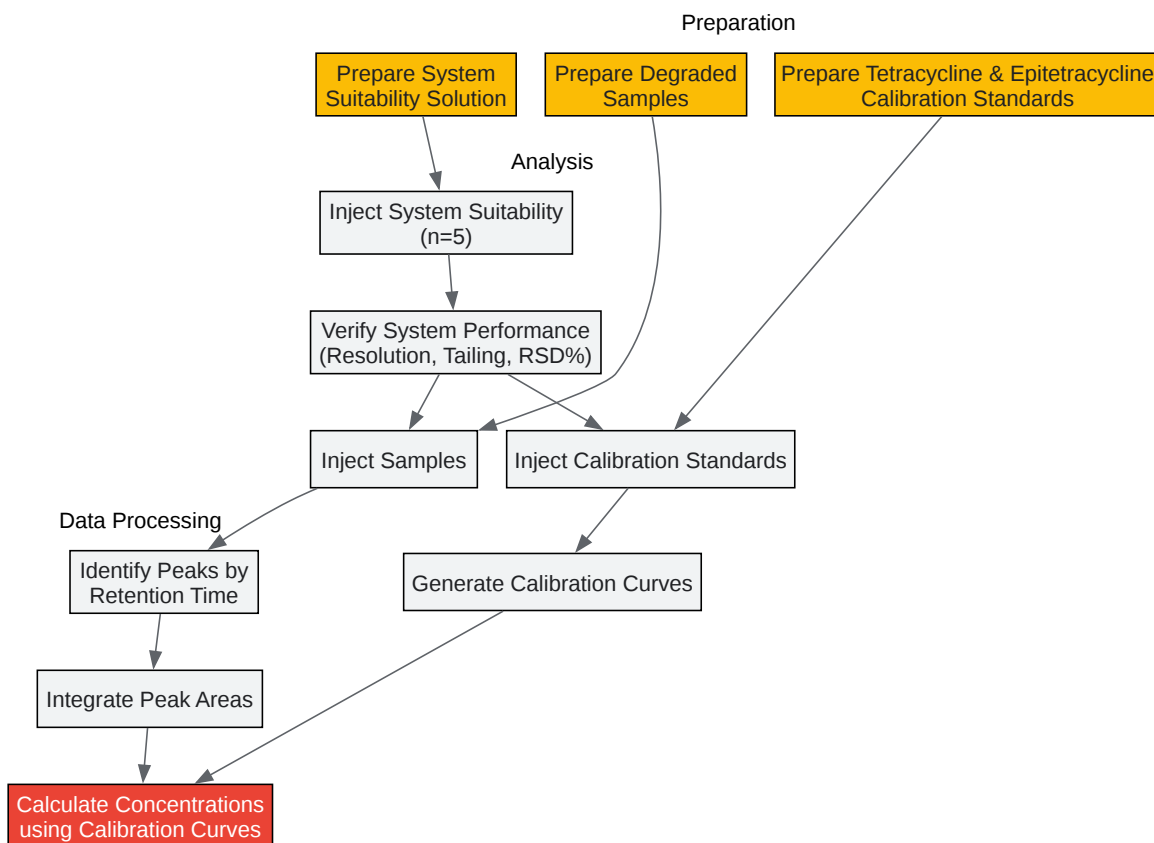 Preparation
Prepare System
Suitability Solution
Prepare Degraded
Samples
Prepare Tetracycline & Epitetracycline
Calibration Standards
Analysis
Inject System Suitability
(n=5)
Verify System Performance
(Resolution, Tailing, RSD%)
Inject Samples
Inject Calibration Standards
Data Processing
Identify Peaks by
Retention Time
Generate Calibration Curves
Integrate Peak Areas
Calculate Concentrations
using Calibration Curves